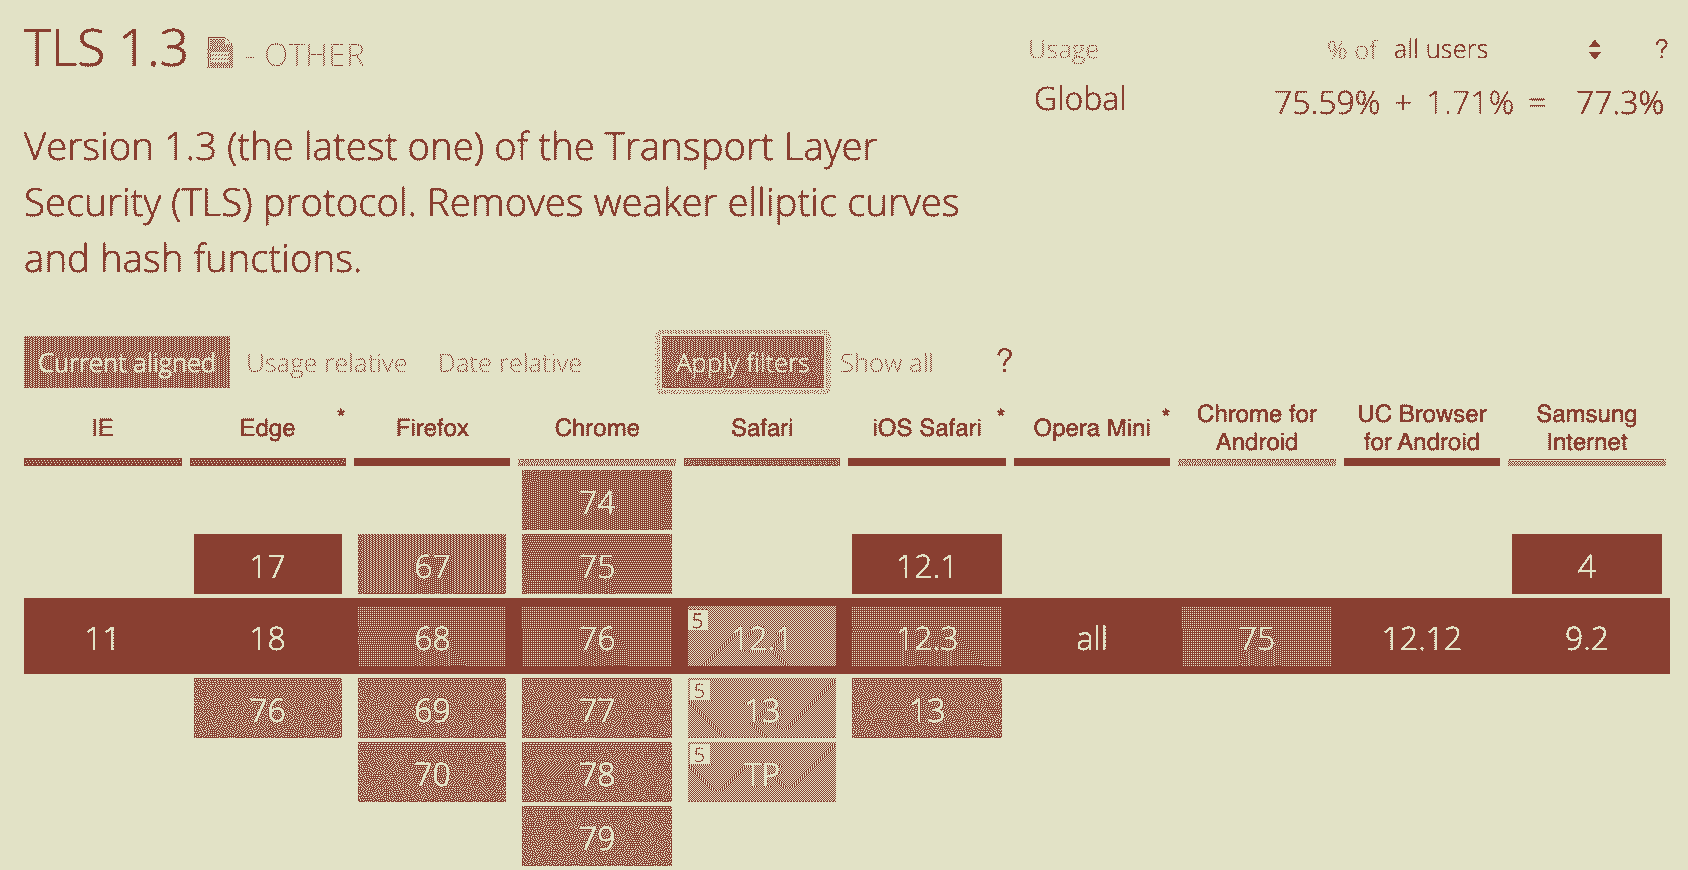 TLS 1.3 - OTHER
Usage % of all users ?
Global 75.59% + 1.71% = 77.3%
Version 1.3 (the latest one) of the Transport Layer
Security (TLS) protocol. Removes weaker elliptic curves
and hash functions.
Current aligned Usage relative Date relative Apply filters Show all ?
IE Edge * Firefox Chrome Safari iOS Safari * Opera Mini * Chrome for Android UC Browser for Android Samsung Internet
74
17 67 75 12.1 4
11 18 68 76 5 12.1 12.3 all 75 12.12 9.2
76 69 77 5 13 13
70 78 5 TP
79